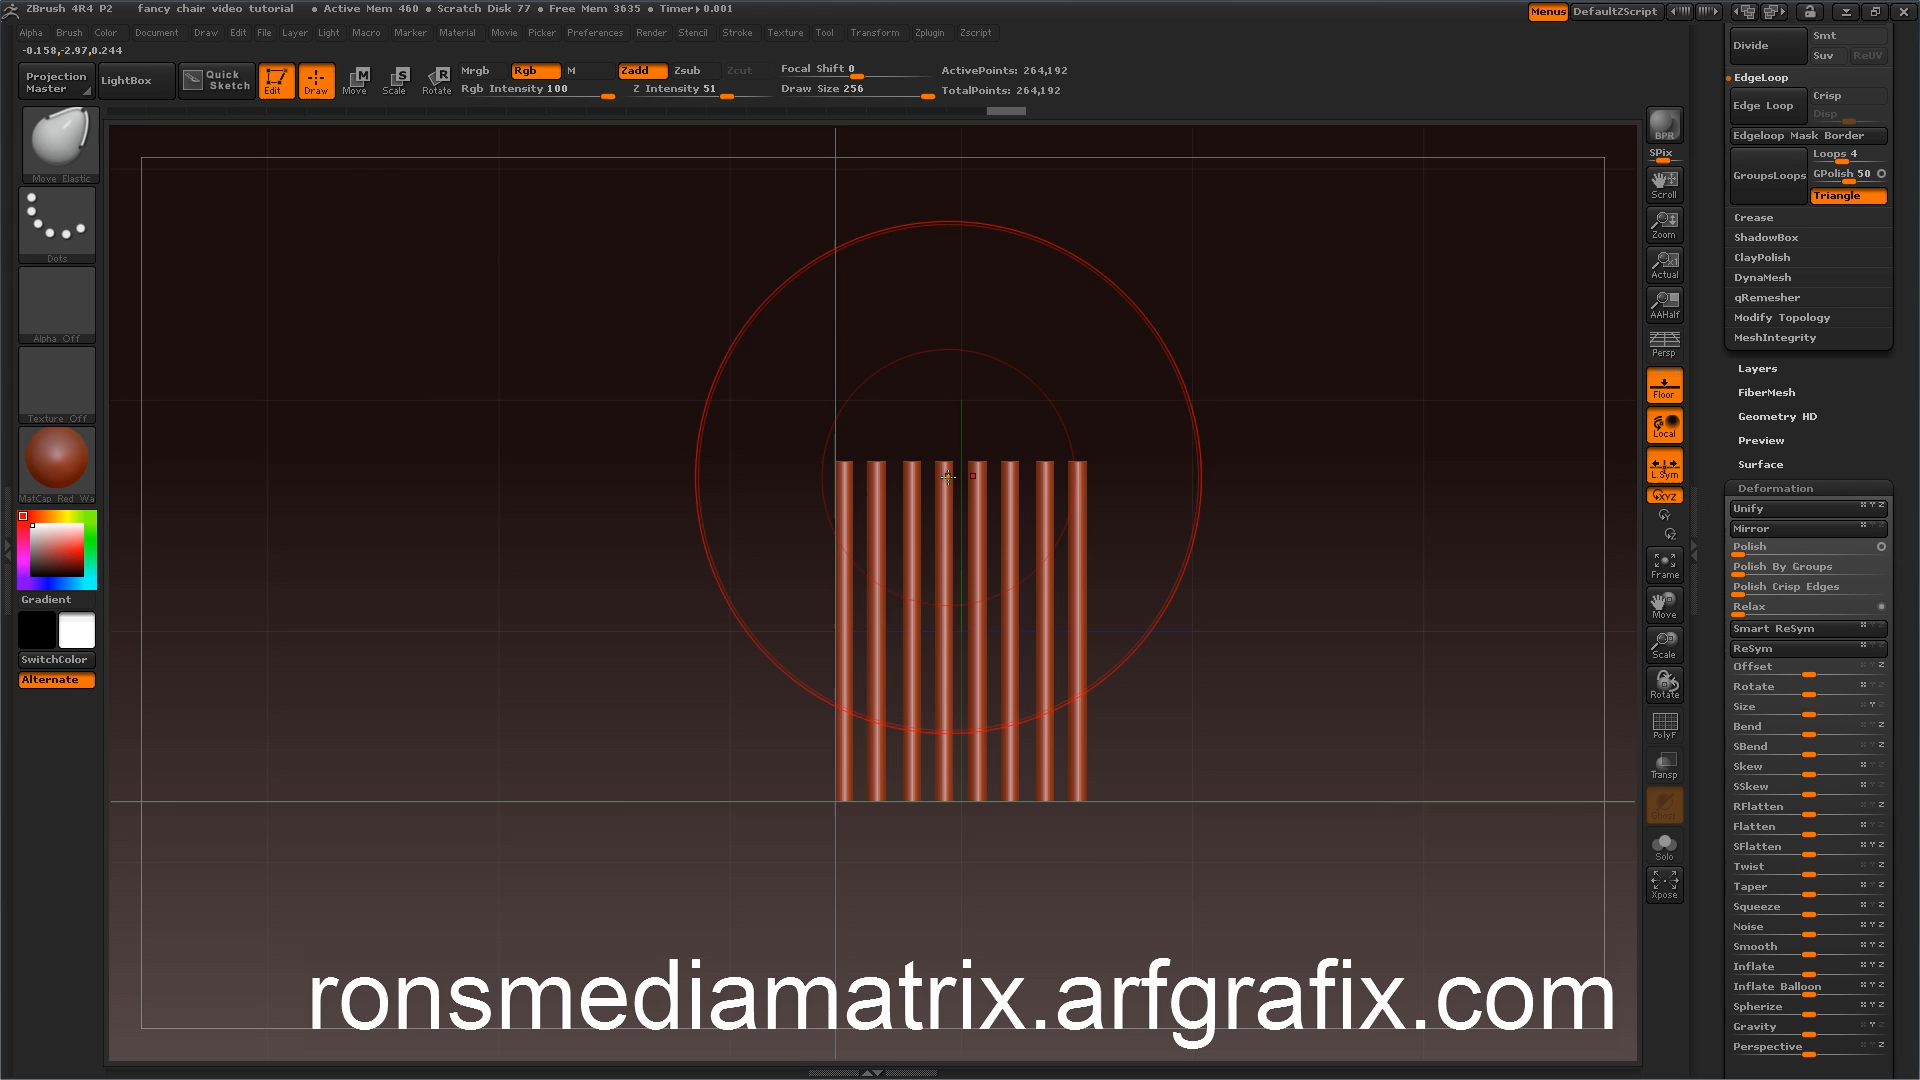 ZBrush 4R4 P2 fancy chair video tutorial • Active Mem 460 • Scratch Disk 77 • Free Mem 3635 • Timer▸0.001 Menus DefaultZScript
Alpha Brush Color Document Draw Edit File Layer Light Macro Marker Material Movie Picker Preferences Render Stencil Stroke Texture Tool Transform Zplugin Zscript
-0.158,-2.97,0.244
Projection Master
LightBox
Quick Sketch
Edit
Draw
Move
Scale
Rotate
Mrgb Rgb M
Rgb Intensity 100
Zadd Zsub Zcut
Z Intensity 51
Focal Shift 0
Draw Size 256
ActivePoints: 264,192
TotalPoints: 264,192
Move Elastic
Dots
Alpha Off
Texture Off
MatCap Red Wa
Gradient
SwitchColor
Alternate
BPR
SPix
Scroll
Zoom
Actual
AAHalf
Persp
Floor
Local
L.Sym
XYZ
Frame
Move
Scale
Rotate
PolyF
Transp
Ghost
Solo
Xpose
Divide
Smt
Suv ReUV
EdgeLoop
Edge Loop
Crisp
Disp
Edgeloop Mask Border
GroupsLoops
Loops 4
GPolish 50
Triangle
Crease
ShadowBox
ClayPolish
DynaMesh
qRemesher
Modify Topology
MeshIntegrity
Layers
FiberMesh
Geometry HD
Preview
Surface
Deformation
Unify
Mirror
Polish
Polish By Groups
Polish Crisp Edges
Relax
Smart ReSym
ReSym
Offset
Rotate
Size
Bend
SBend
Skew
SSkew
RFlatten
Flatten
SFlatten
Twist
Taper
Squeeze
Noise
Smooth
Inflate
Inflate Balloon
Spherize
Gravity
Perspective
ronsmediamatrix.arfgrafix.com